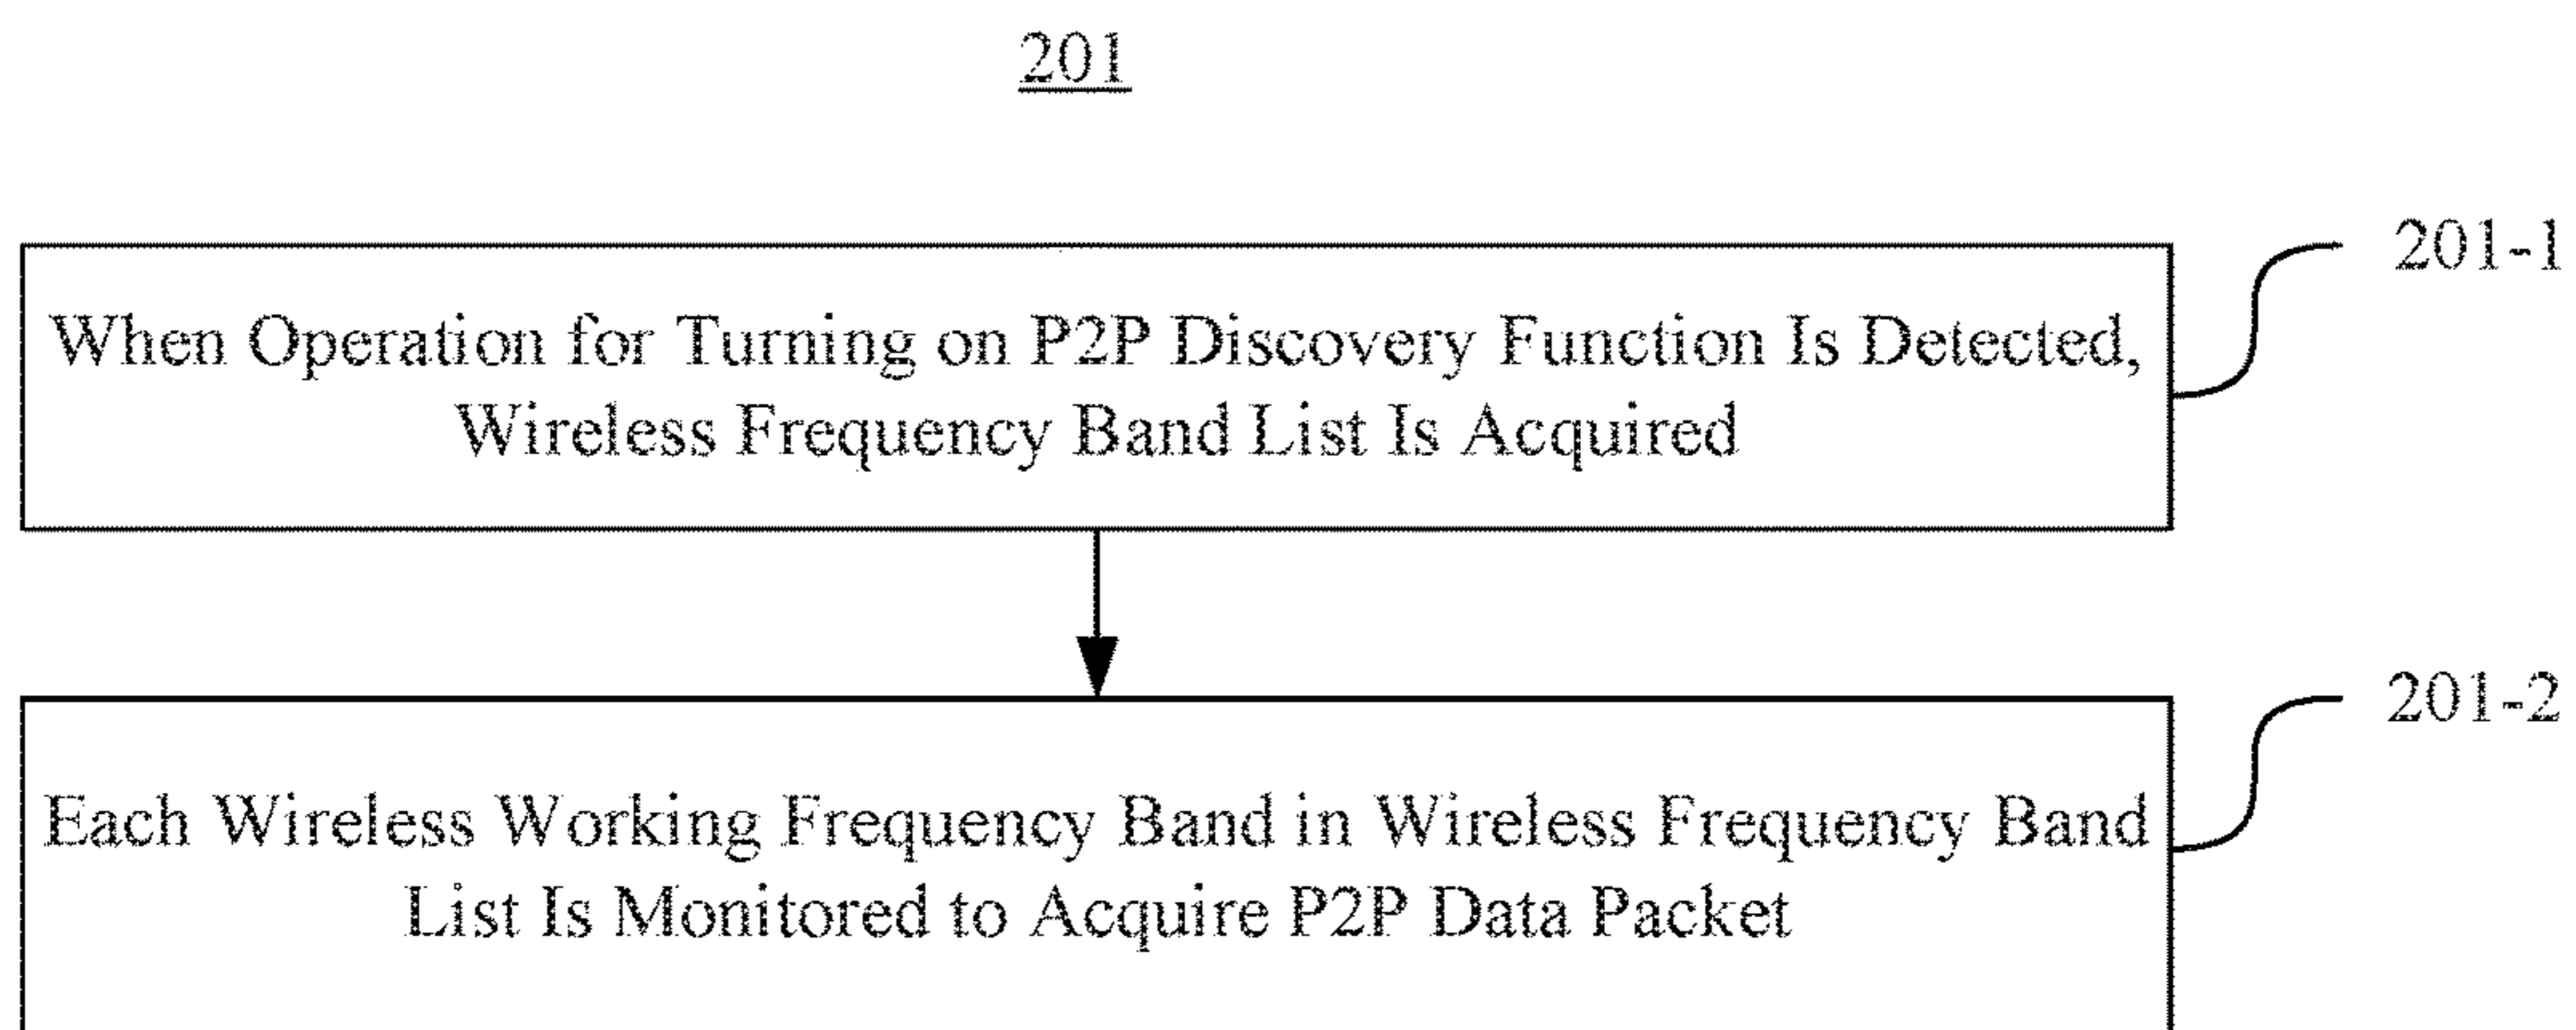 201
201-1
When Operation for Turning on P2P Discovery Function Is Detected,
Wireless Frequency Band List Is Acquired
201-2
Each Wireless Working Frequency Band in Wireless Frequency Band
List Is Monitored to Acquire P2P Data Packet